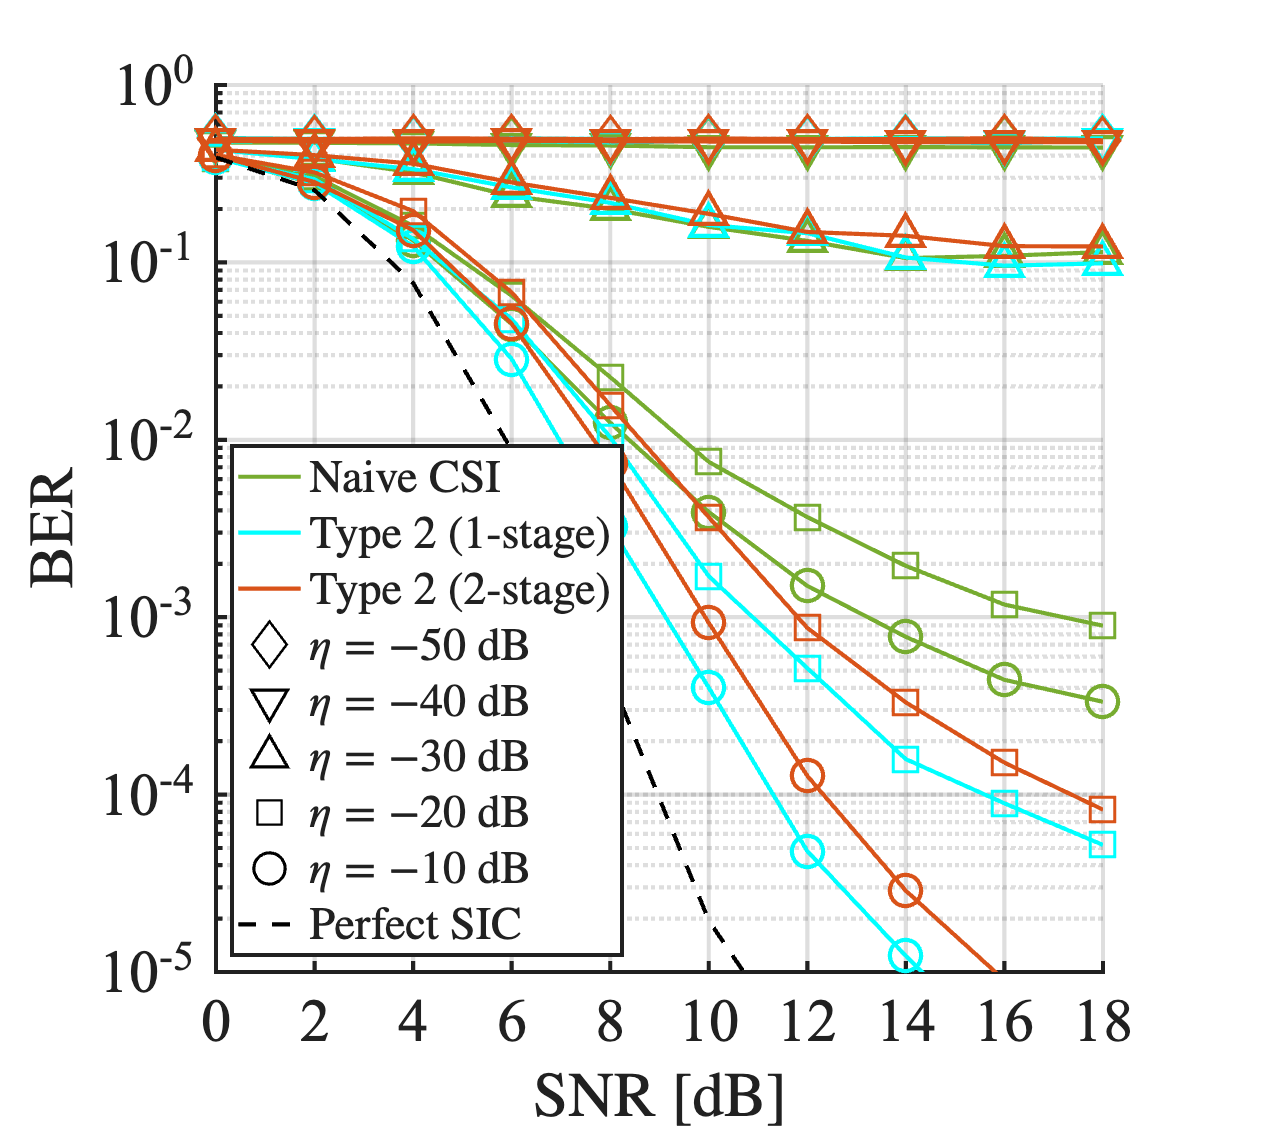 10^0
10^-1
10^-2
10^-3
10^-4
10^-5
BER
Naive CSI
Type 2 (1-stage)
Type 2 (2-stage)
η = −50 dB
η = −40 dB
η = −30 dB
η = −20 dB
η = −10 dB
Perfect SIC
0 2 4 6 8 10 12 14 16 18
SNR [dB]